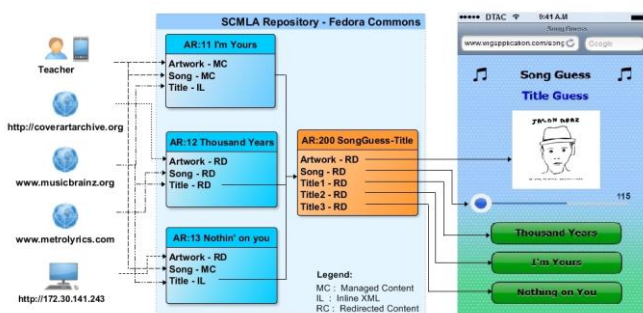 SCMLA Repository - Fedora Commons
Teacher
http://coverartarchive.org
www.musicbrainz.org
www.metrolyrics.com
http://172.30.141.243
AR:11 I'm Yours
Artwork - MC
Song - MC
Title - IL
AR:12 Thousand Years
Artwork - RD
Song - RD
Title - RD
AR:13 Nothin' on you
Artwork - RD
Song - MC
Title - IL
AR:200 SongGuess-Title
Artwork - RD
Song - RD
Title1 - RD
Title2 - RD
Title3 - RD
Legend:
MC : Managed Content
IL : Inline XML
RC : Redirected Content
DTAC 9:41 AM
Song Guess
Google
Song Guess
Title Guess
JASON MRAZ
115
Thousand Years
I'm Yours
Nothing on You